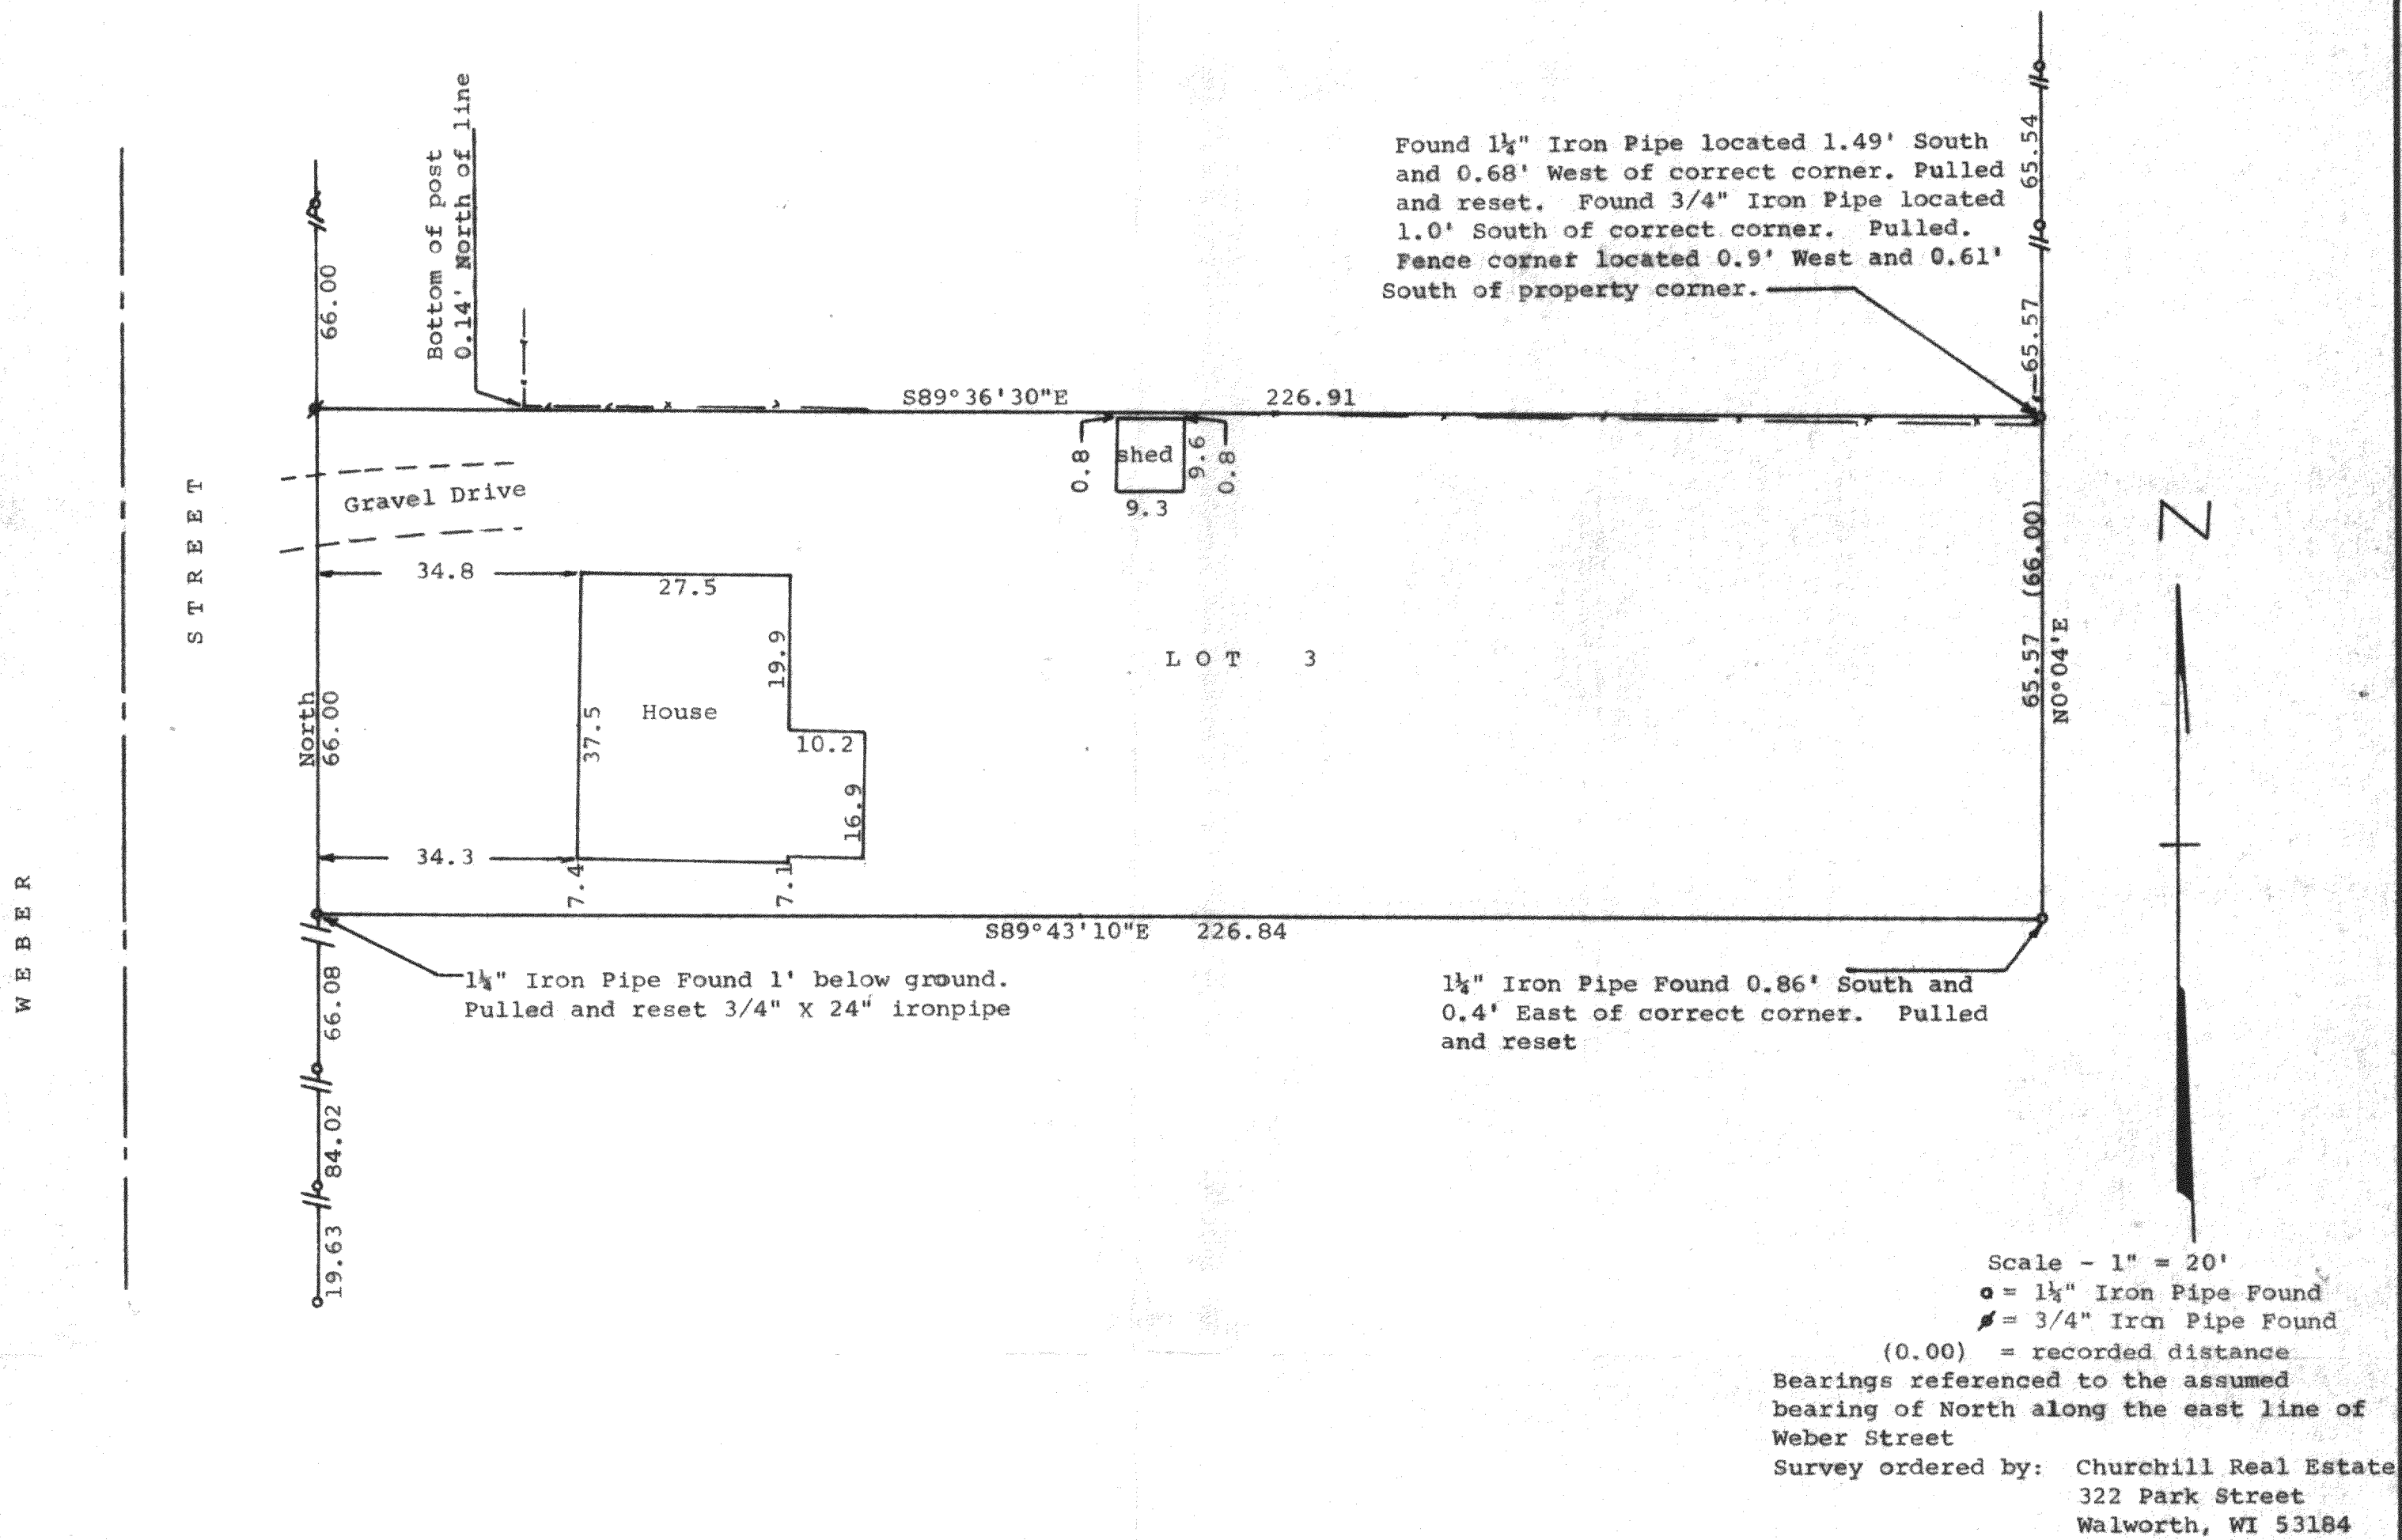 Bottom of post
0.14' North of line
Found 1¼" Iron Pipe located 1.49' South
and 0.68' West of correct corner. Pulled
and reset. Found 3/4" Iron Pipe located
1.0' South of correct corner. Pulled.
Fence corner located 0.9' West and 0.61'
South of property corner.
65.54
65.57
66.00
S89°36'30"E 226.91
0.8
shed
9.6
0.8
9.3
Gravel Drive
STREET
WEBER
34.8
27.5
19.9
House
37.5
10.2
16.9
34.3
7.4
7.1
North
66.00
LOT 3
65.57 (66.00)
N0°04'E
N
S89°43'10"E 226.84
1¼" Iron Pipe Found 1' below ground.
Pulled and reset 3/4" X 24" ironpipe
1¼" Iron Pipe Found 0.86' South and
0.4' East of correct corner. Pulled
and reset
66.08
84.02
19.63
Scale - 1" = 20'
= 1¼" Iron Pipe Found
= 3/4" Iron Pipe Found
(0.00) = recorded distance
Bearings referenced to the assumed
bearing of North along the east line of
Weber Street
Survey ordered by: Churchill Real Estate
322 Park Street
Walworth, WI 53184